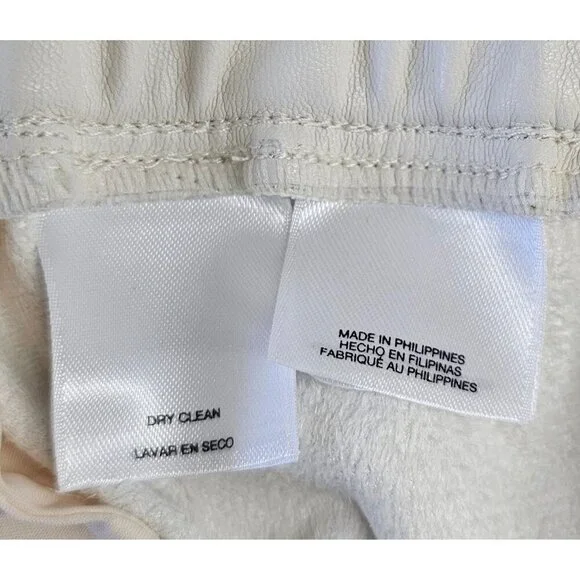 DRY CLEAN
LAVAR EN SECO
MADE IN PHILIPPINES
HECHO EN FILIPINAS
FABRIQUÉ AU PHILIPPINES